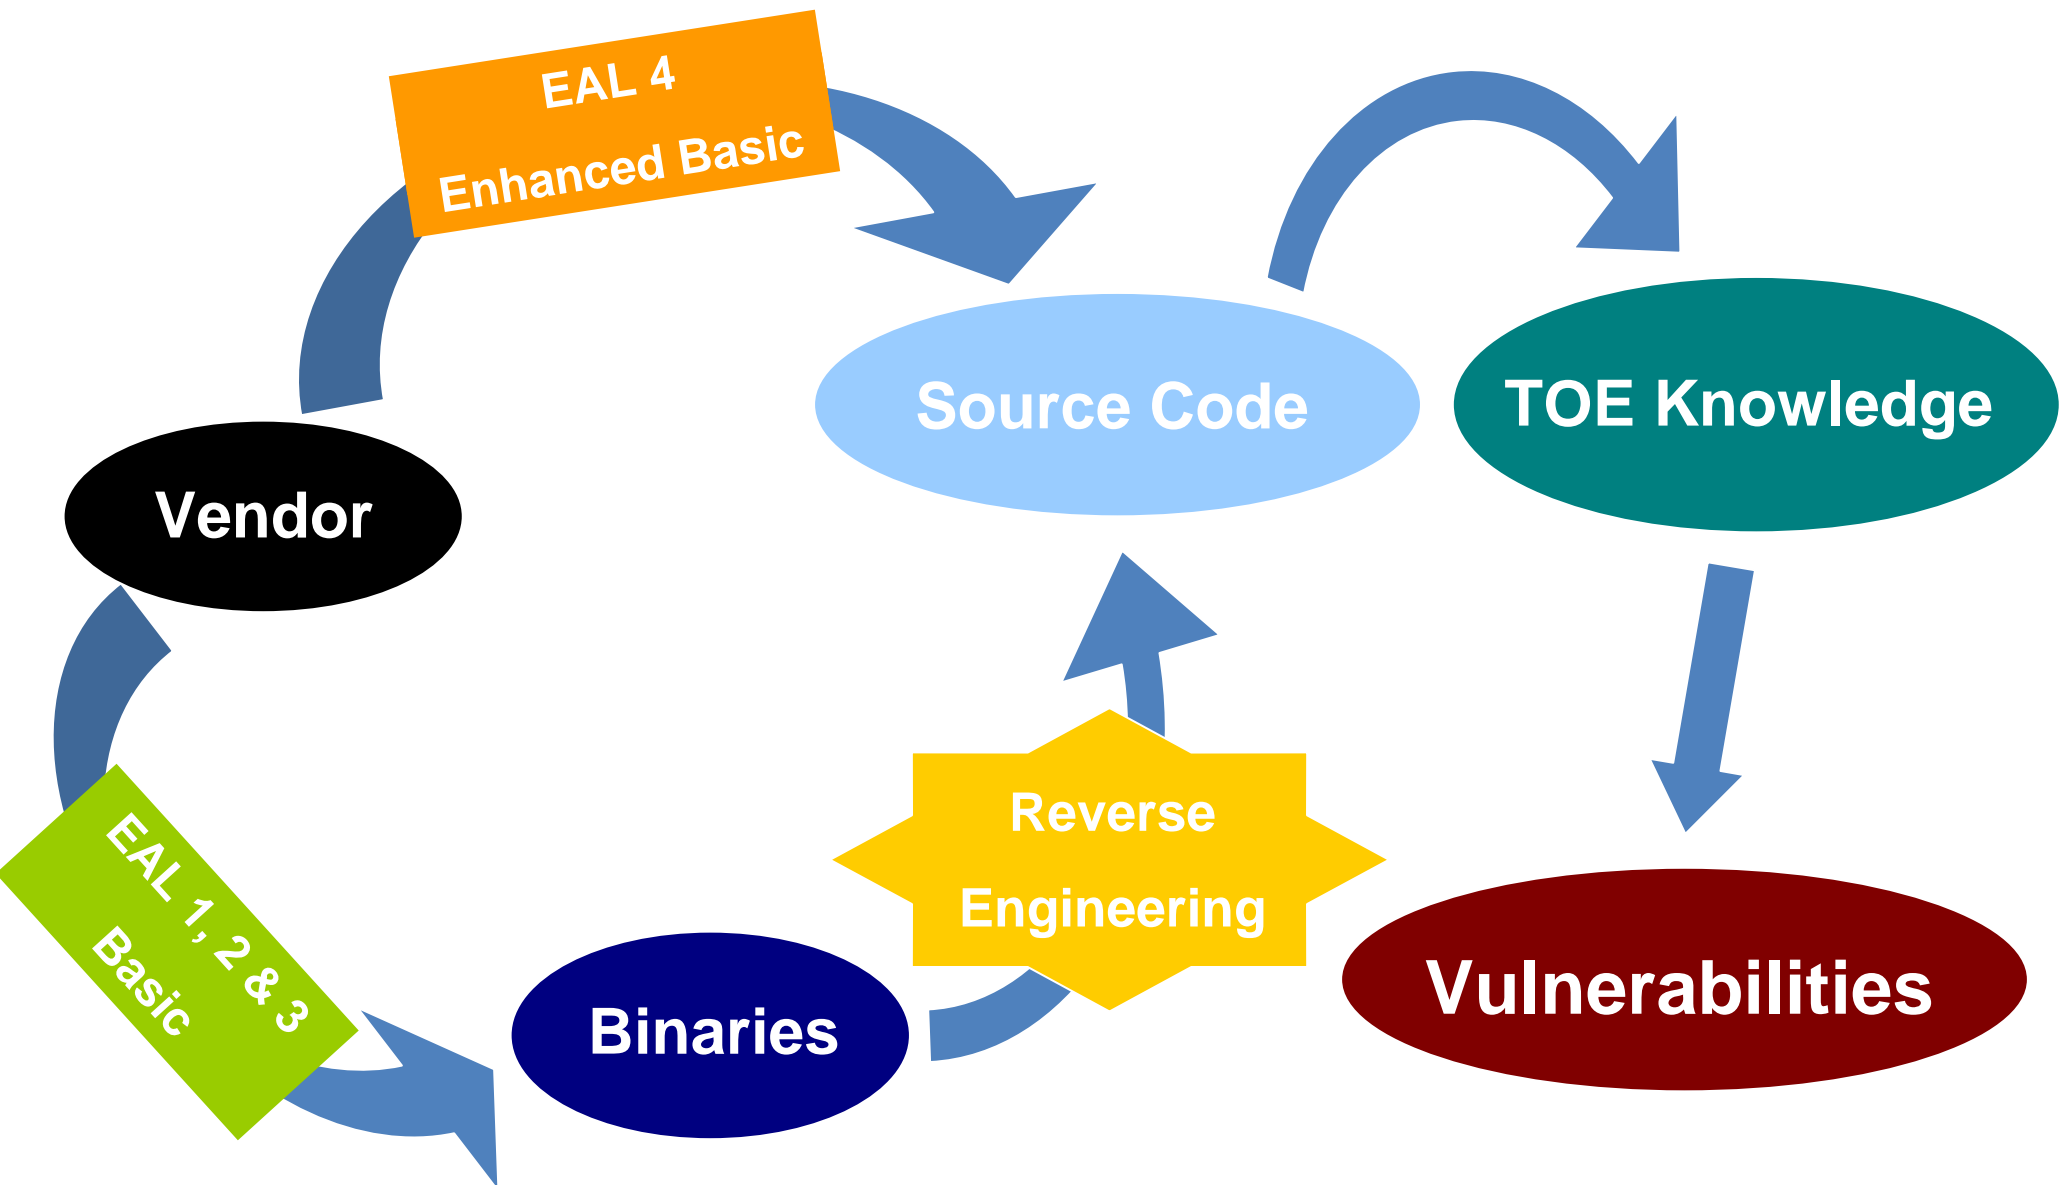 EAL 4
Enhanced Basic
Source Code
TOE Knowledge
Vendor
EAL 1, 2 & 3
Basic
Reverse
Engineering
Binaries
Vulnerabilities